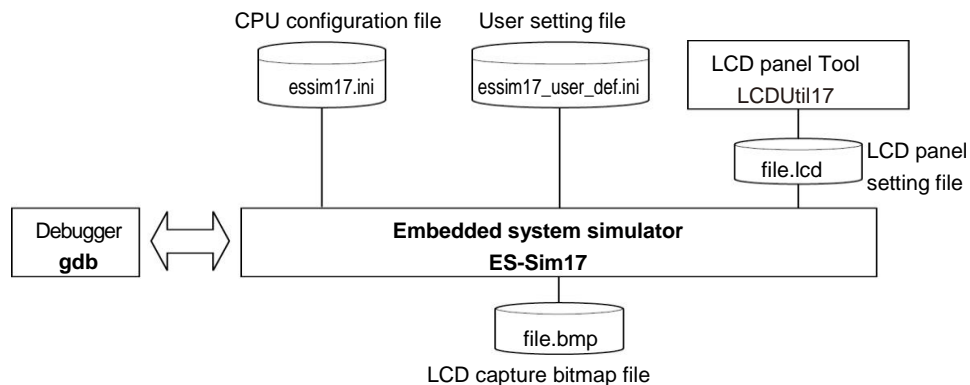 CPU configuration file
User setting file
essim17.ini
essim17_user_def.ini
LCD panel Tool
LCDUtil17
file.lcd
LCD panel
setting file
Debugger
gdb
Embedded system simulator
ES-Sim17
file.bmp
LCD capture bitmap file